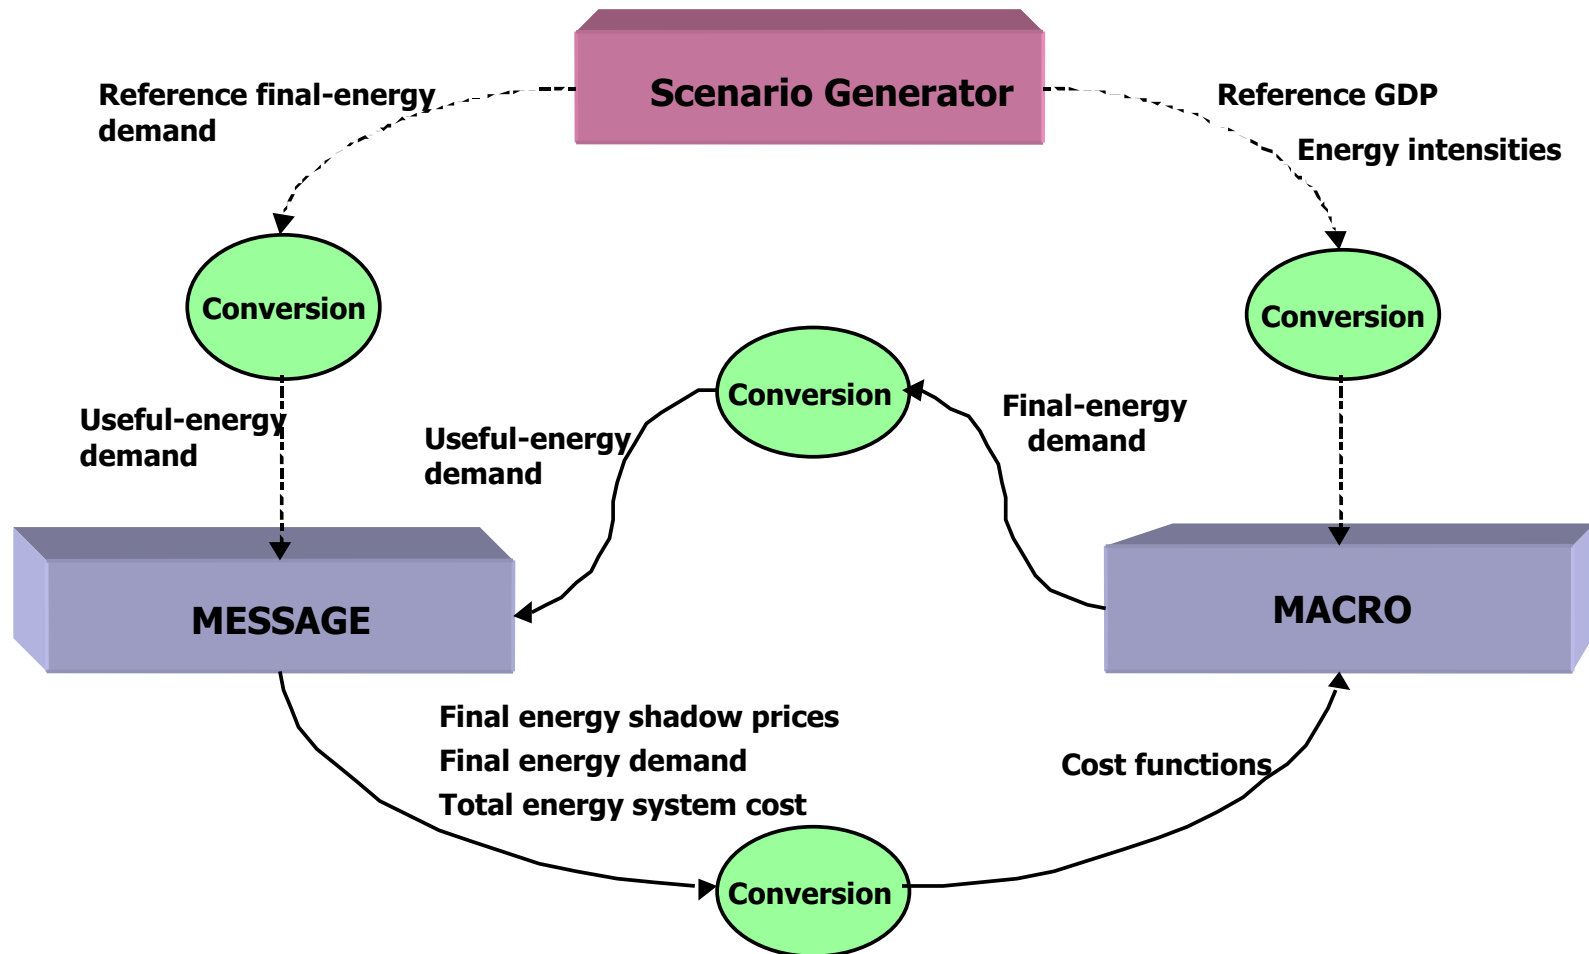 Scenario Generator
Reference final-energy
demand
Reference GDP
Energy intensities
Conversion
Conversion
Conversion
Useful-energy
demand
Useful-energy
demand
Final-energy
demand
MESSAGE
MACRO
Final energy shadow prices
Final energy demand
Total energy system cost
Cost functions
Conversion